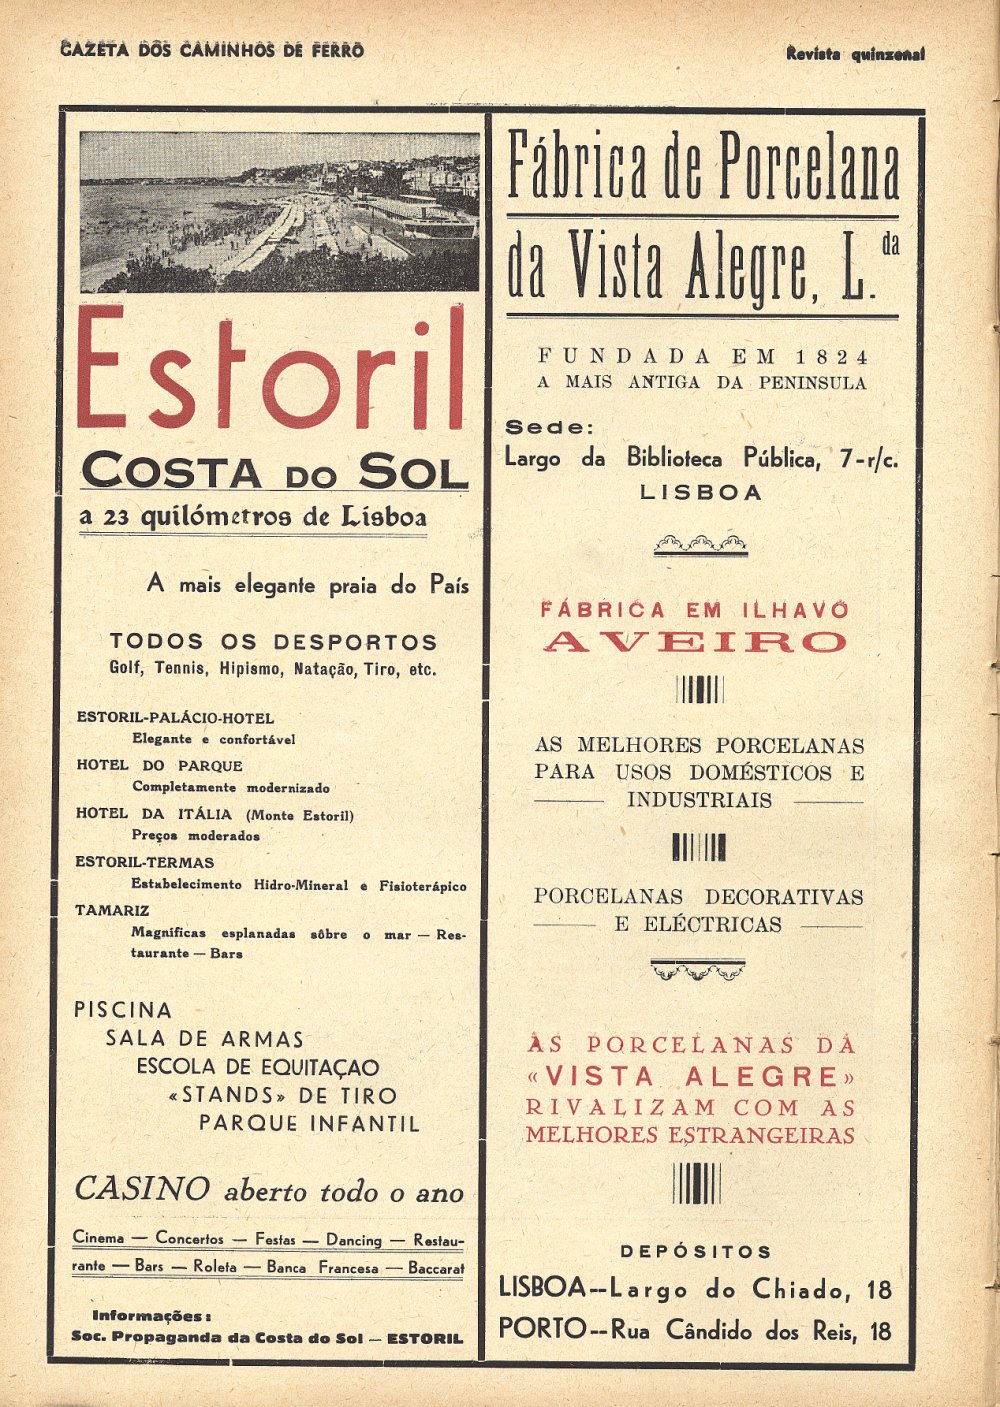 GAZETA DOS CAMINHOS DE FERRO
Revista quinzenal
Estoril
COSTA DO SOL
a 23 quilómetros de Lisboa
A mais elegante praia do País
TODOS OS DESPORTOS
Golf, Tennis, Hipismo, Natação, Tiro, etc.
ESTORIL-PALÁCIO-HOTEL
Elegante e confortável
HOTEL DO PARQUE
Completamente modernizado
HOTEL DA ITÁLIA (Monte Estoril)
Preços moderados
ESTORIL-TERMAS
Estabelecimento Hidro-Mineral e Fisioterápico
TAMARIZ
Magníficas esplanadas sôbre o mar — Res-
taurante — Bars
PISCINA
SALA DE ARMAS
ESCOLA DE EQUITAÇAO
«STANDS» DE TIRO
PARQUE INFANTIL
CASINO aberto todo o ano
Cinema — Concertos — Festas — Dancing — Restau-
rante — Bars — Roleta — Banca Francesa — Baccarat
Informações:
Soc. Propaganda da Costa do Sol — ESTORIL
Fábrica de Porcelana
da Vista Alegre, L.da
FUNDADA EM 1824
A MAIS ANTIGA DA PENINSULA
Sede:
Largo da Biblioteca Pública, 7-r/c.
LISBOA
FÁBRICA EM ILHAVO
AVEIRO
AS MELHORES PORCELANAS
PARA USOS DOMÉSTICOS E
INDUSTRIAIS
PORCELANAS DECORATIVAS
E ELÉCTRICAS
AS PORCELANAS DA
«VISTA ALEGRE»
RIVALIZAM COM AS
MELHORES ESTRANGEIRAS
DEPÓSITOS
LISBOA--Largo do Chiado, 18
PORTO--Rua Cândido dos Reis, 18